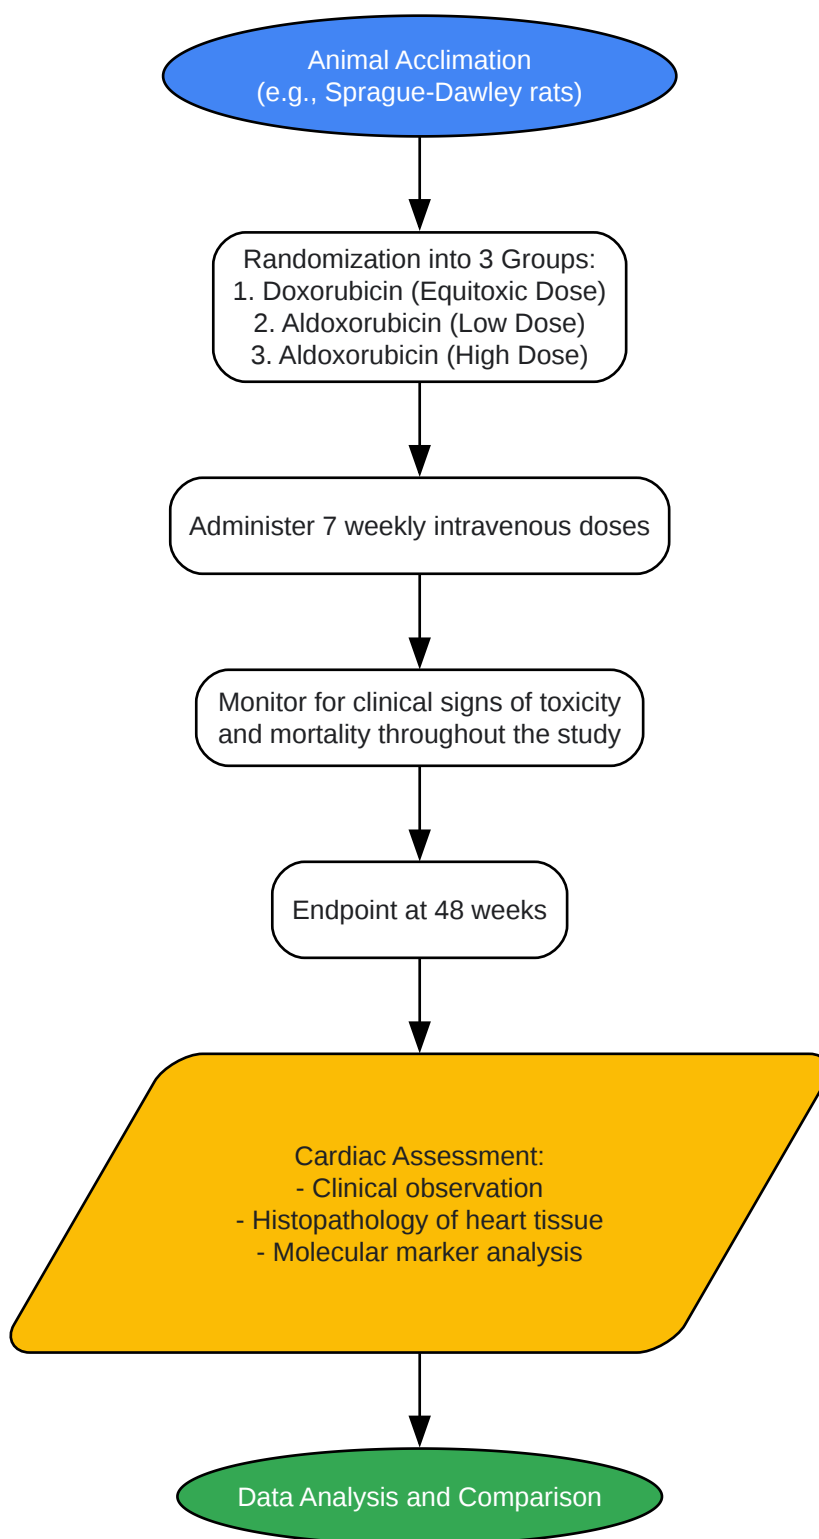 Animal Acclimation
(e.g., Sprague-Dawley rats)
Randomization into 3 Groups:
1. Doxorubicin (Equitoxic Dose)
2. Aldoxorubicin (Low Dose)
3. Aldoxorubicin (High Dose)
Administer 7 weekly intravenous doses
Monitor for clinical signs of toxicity
and mortality throughout the study
Endpoint at 48 weeks
Cardiac Assessment:
- Clinical observation
- Histopathology of heart tissue
- Molecular marker analysis
Data Analysis and Comparison